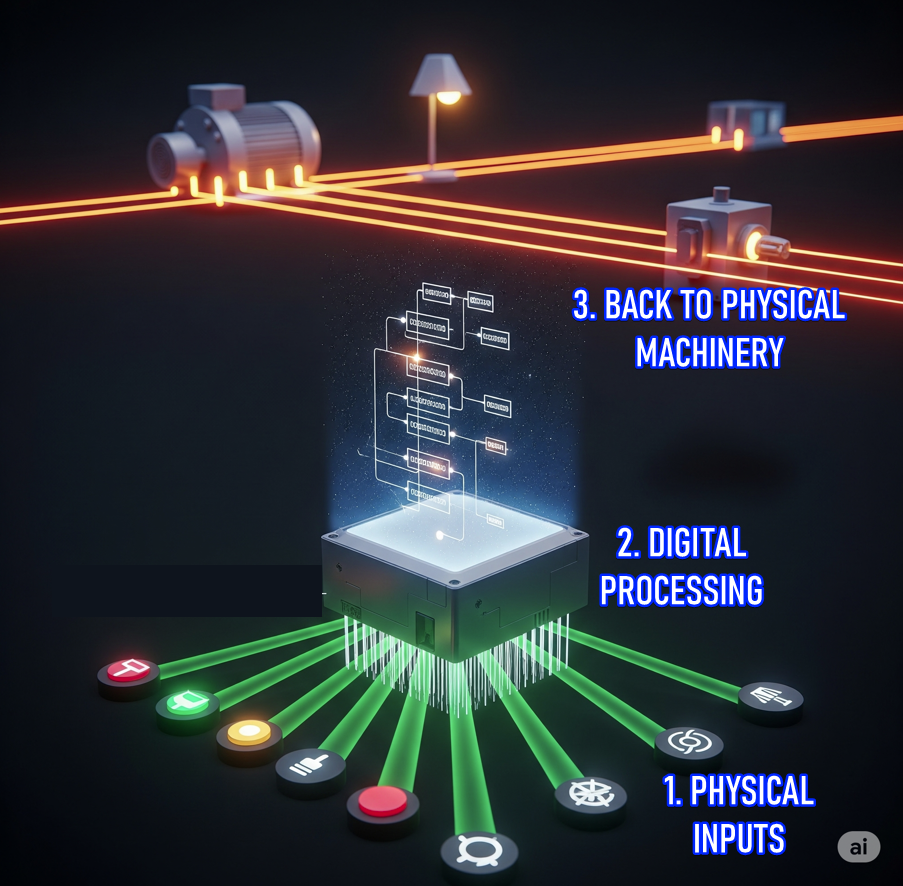 3. BACK TO PHYSICAL
MACHINERY
2. DIGITAL
PROCESSING
1. PHYSICAL
INPUTS
ai